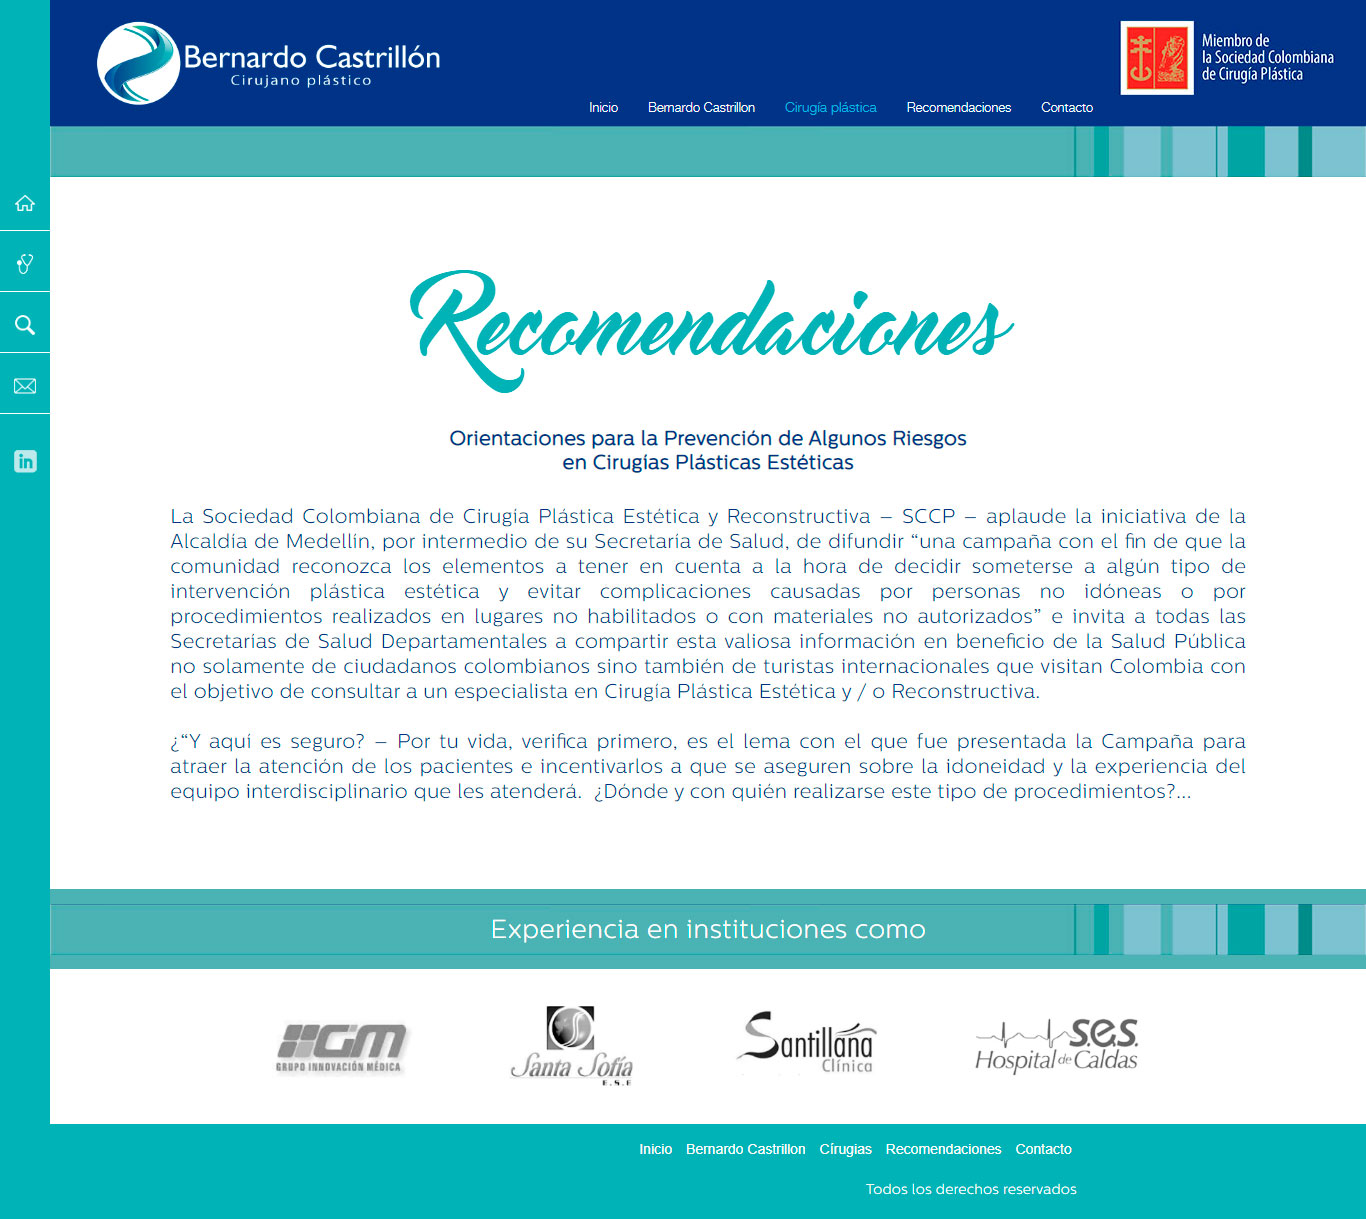 Bernardo Castrillón
Cirujano plástico
Miembro de
la Sociedad Colombiana
de Cirugía Plástica
Inicio Bernardo Castrillon Cirugía plástica Recomendaciones Contacto
Recomendaciones
Orientaciones para la Prevención de Algunos Riesgos
en Cirugías Plásticas Estéticas
La Sociedad Colombiana de Cirugía Plástica Estética y Reconstructiva – SCCP – aplaude la iniciativa de la
Alcaldía de Medellín, por intermedio de su Secretaría de Salud, de difundir “una campaña con el fin de que la
comunidad reconozca los elementos a tener en cuenta a la hora de decidir someterse a algún tipo de
intervención plástica estética y evitar complicaciones causadas por personas no idóneas o por
procedimientos realizados en lugares no habilitados o con materiales no autorizados” e invita a todas las
Secretarías de Salud Departamentales a compartir esta valiosa información en beneficio de la Salud Pública
no solamente de ciudadanos colombianos sino también de turistas internacionales que visitan Colombia con
el objetivo de consultar a un especialista en Cirugía Plástica Estética y / o Reconstructiva.
¿“Y aquí es seguro? – Por tu vida, verifica primero, es el lema con el que fue presentada la Campaña para
atraer la atención de los pacientes e incentivarlos a que se aseguren sobre la idoneidad y la experiencia del
equipo interdisciplinario que les atenderá. ¿Dónde y con quién realizarse este tipo de procedimientos?...
in
Experiencia en instituciones como
GM
GRUPO INNOVACIÓN MÉDICA
Santa Sofía
E.S.E
Santillana
Clínica
s.e.s.
Hospital de Caldas
Inicio Bernardo Castrillon Círugias Recomendaciones Contacto
Todos los derechos reservados